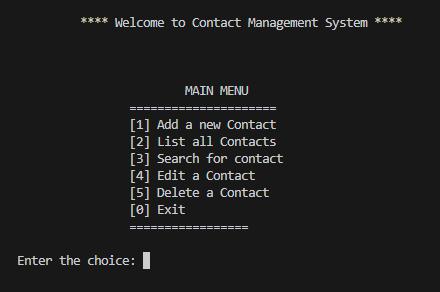 **** Welcome to Contact Management System ****
MAIN MENU
=====================
[1] Add a new Contact
[2] List all Contacts
[3] Search for contact
[4] Edit a Contact
[5] Delete a Contact
[0] Exit
=================
Enter the choice: